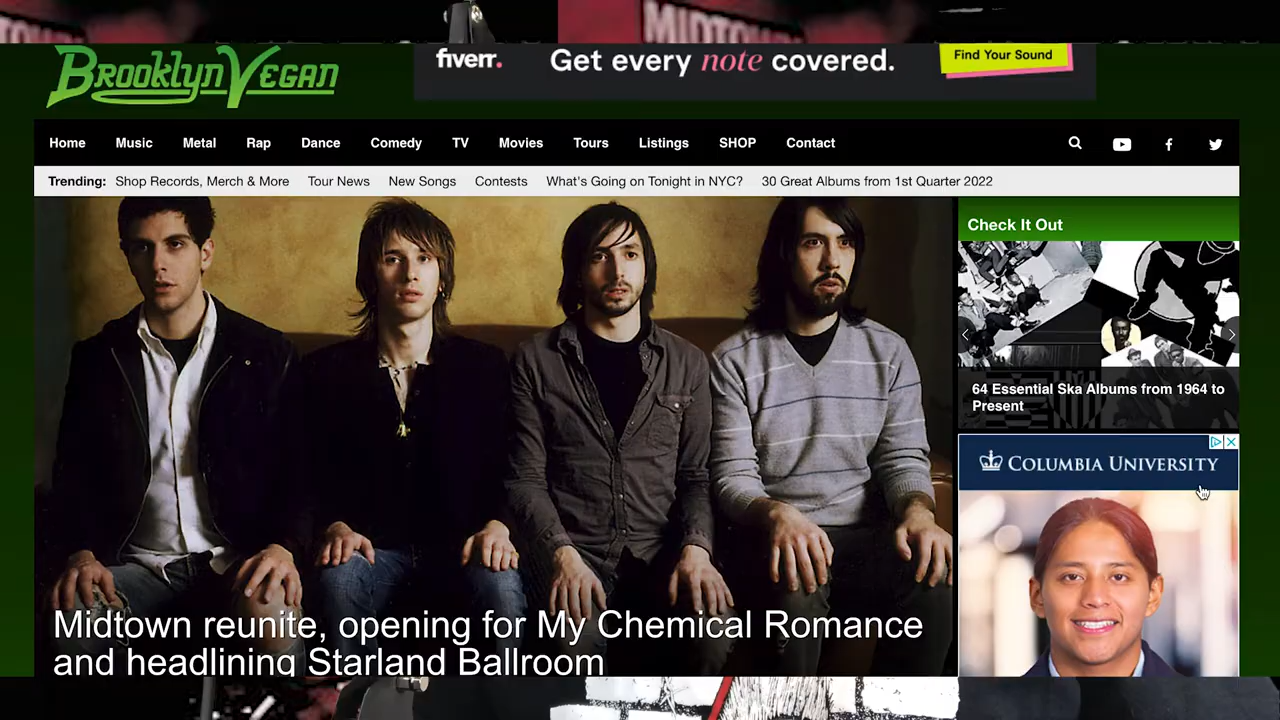 MIDTOWN
BROOKLYNVEGAN
fiverr.
Get every note covered.
Find Your Sound
Home Music Metal Rap Dance Comedy TV Movies Tours Listings SHOP Contact
Trending: Shop Records, Merch & More Tour News New Songs Contests What's Going on Tonight in NYC? 30 Great Albums from 1st Quarter 2022
Check It Out
64 Essential Ska Albums from 1964 to
Present
COLUMBIA UNIVERSITY
Midtown reunite, opening for My Chemical Romance
and headlining Starland Ballroom